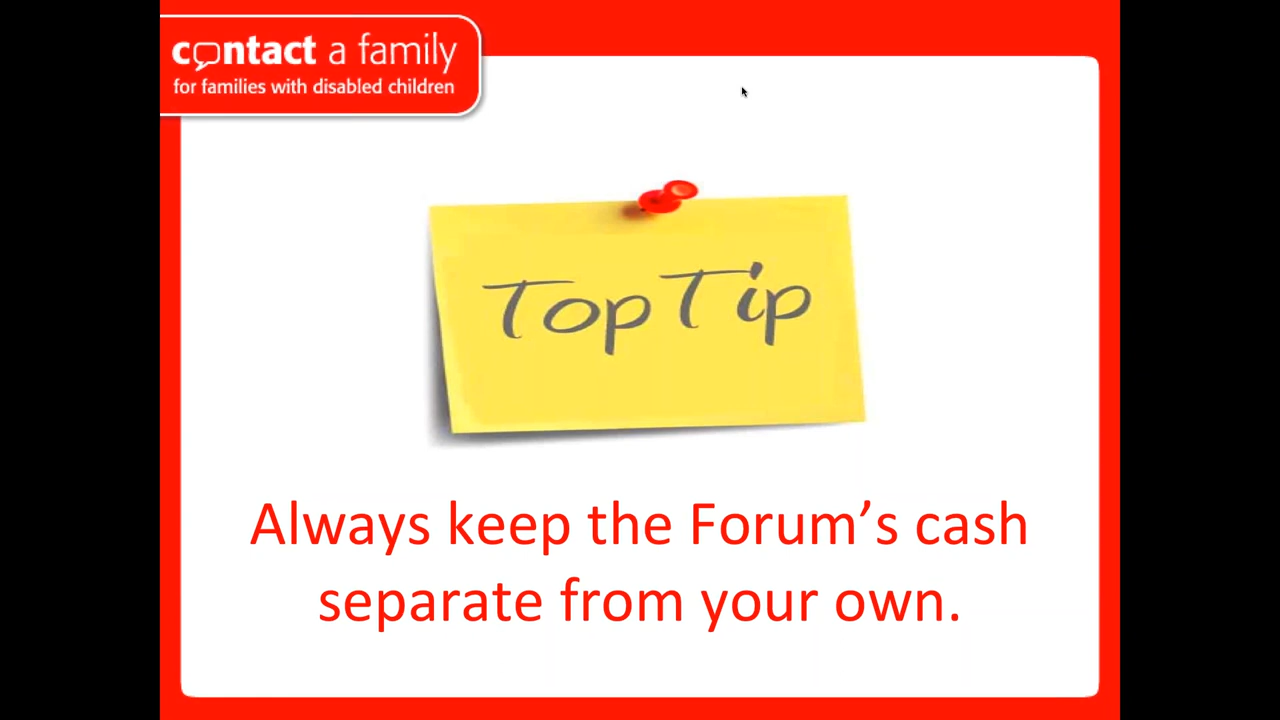 contact a family
for families with disabled children
Top Tip
Always keep the Forum’s cash
separate from your own.